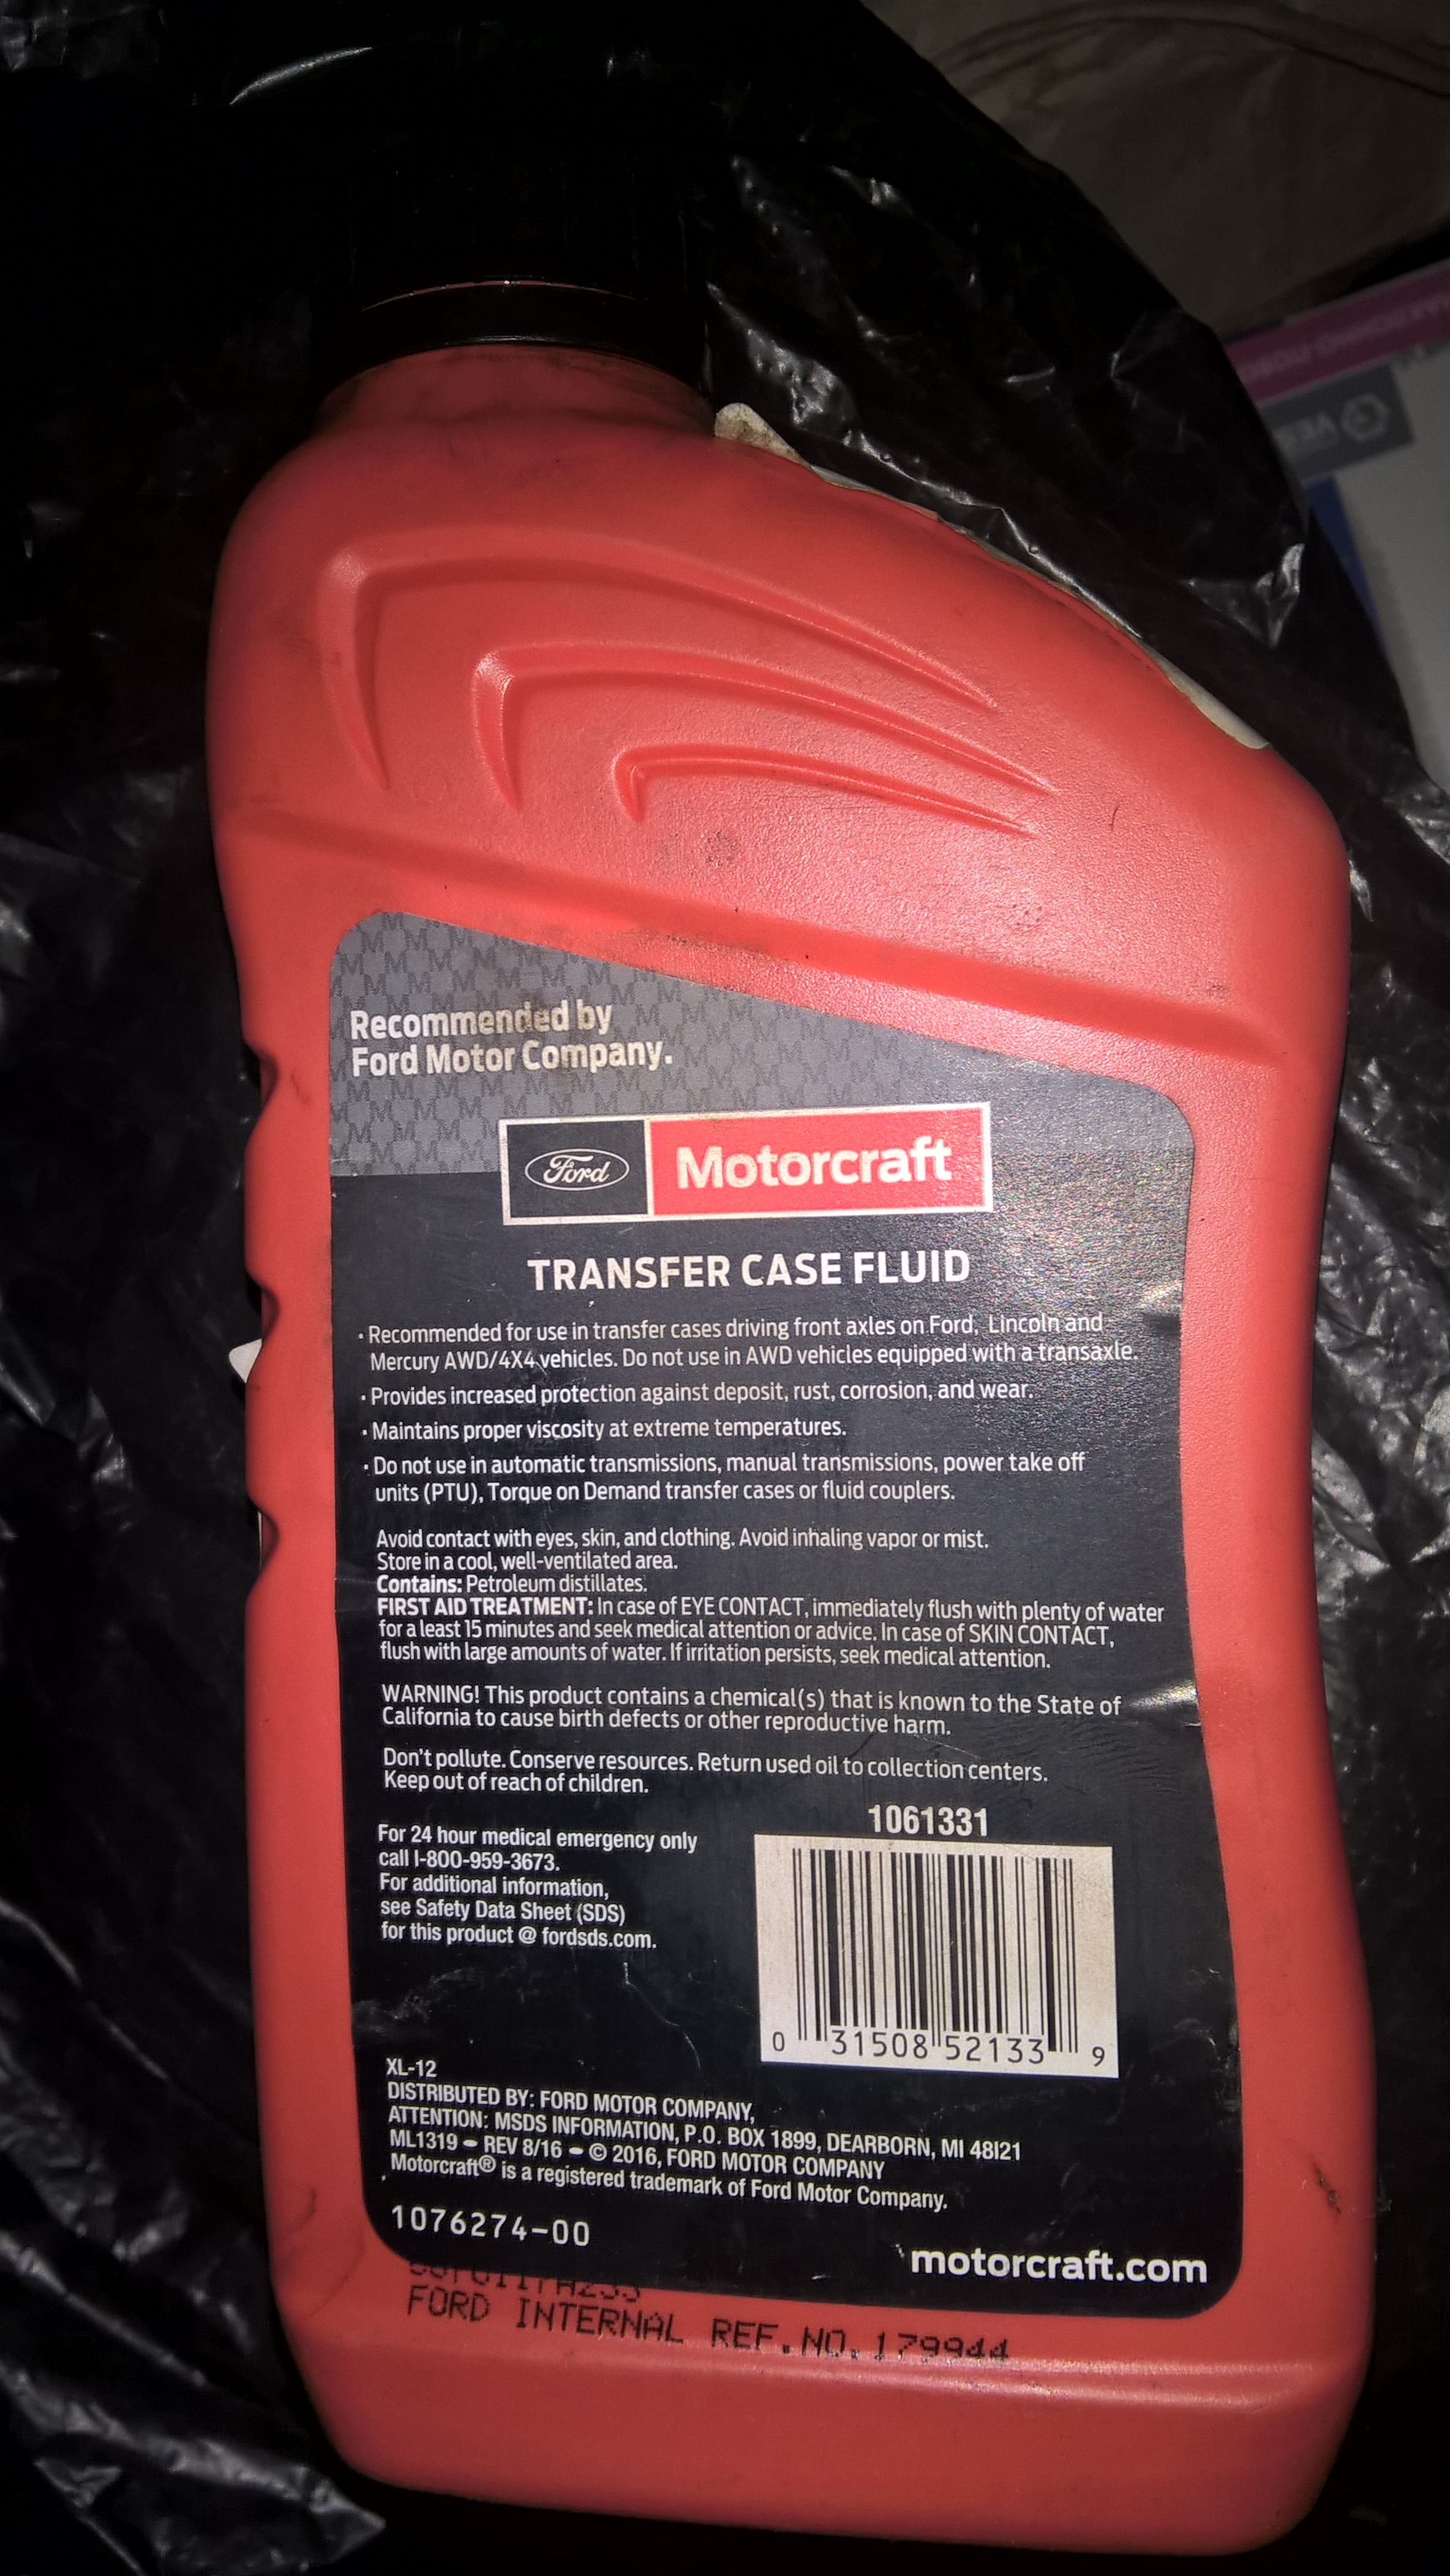 Recommended by
Ford Motor Company.
Ford Motorcraft
TRANSFER CASE FLUID
• Recommended for use in transfer cases driving front axles on Ford, Lincoln and
Mercury AWD/4X4 vehicles. Do not use in AWD vehicles equipped with a transaxle.
• Provides increased protection against deposit, rust, corrosion, and wear.
• Maintains proper viscosity at extreme temperatures.
• Do not use in automatic transmissions, manual transmissions, power take off
units (PTU), Torque on Demand transfer cases or fluid couplers.
Avoid contact with eyes, skin, and clothing. Avoid inhaling vapor or mist.
Store in a cool, well-ventilated area.
Contains: Petroleum distillates.
FIRST AID TREATMENT: In case of EYE CONTACT, immediately flush with plenty of water
for a least 15 minutes and seek medical attention or advice. In case of SKIN CONTACT,
flush with large amounts of water. If irritation persists, seek medical attention.
WARNING! This product contains a chemical(s) that is known to the State of
California to cause birth defects or other reproductive harm.
Don't pollute. Conserve resources. Return used oil to collection centers.
Keep out of reach of children.
For 24 hour medical emergency only
call 1-800-959-3673.
For additional information,
see Safety Data Sheet (SDS)
for this product @ fordsds.com.
1061331
0 31508 52133 9
XL-12
DISTRIBUTED BY: FORD MOTOR COMPANY,
ATTENTION: MSDS INFORMATION, P.O. BOX 1899, DEARBORN, MI 48121
ML1319 – REV 8/16 – © 2016, FORD MOTOR COMPANY
Motorcraft® is a registered trademark of Ford Motor Company.
1076274-00
motorcraft.com
FORD INTERNAL REF.NO.179944